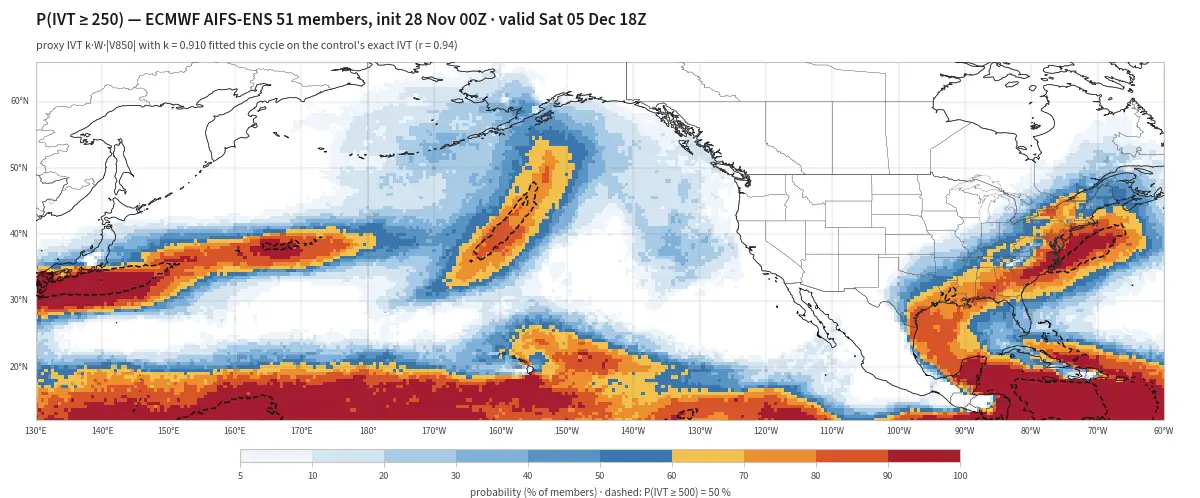 P(IVT ≥ 250) — ECMWF AIFS-ENS 51 members, init 28 Nov 00Z · valid Sat 05 Dec 18Z
proxy IVT k·W·|V850| with k = 0.910 fitted this cycle on the control's exact IVT (r = 0.94)
60°N
50°N
40°N
30°N
20°N
130°E 140°E 150°E 160°E 170°E 180° 170°W 160°W 150°W 140°W 130°W 120°W 110°W 100°W 90°W 80°W 70°W 60°W
5 10 20 30 40 50 60 70 80 90 100
probability (% of members) · dashed: P(IVT ≥ 500) = 50 %